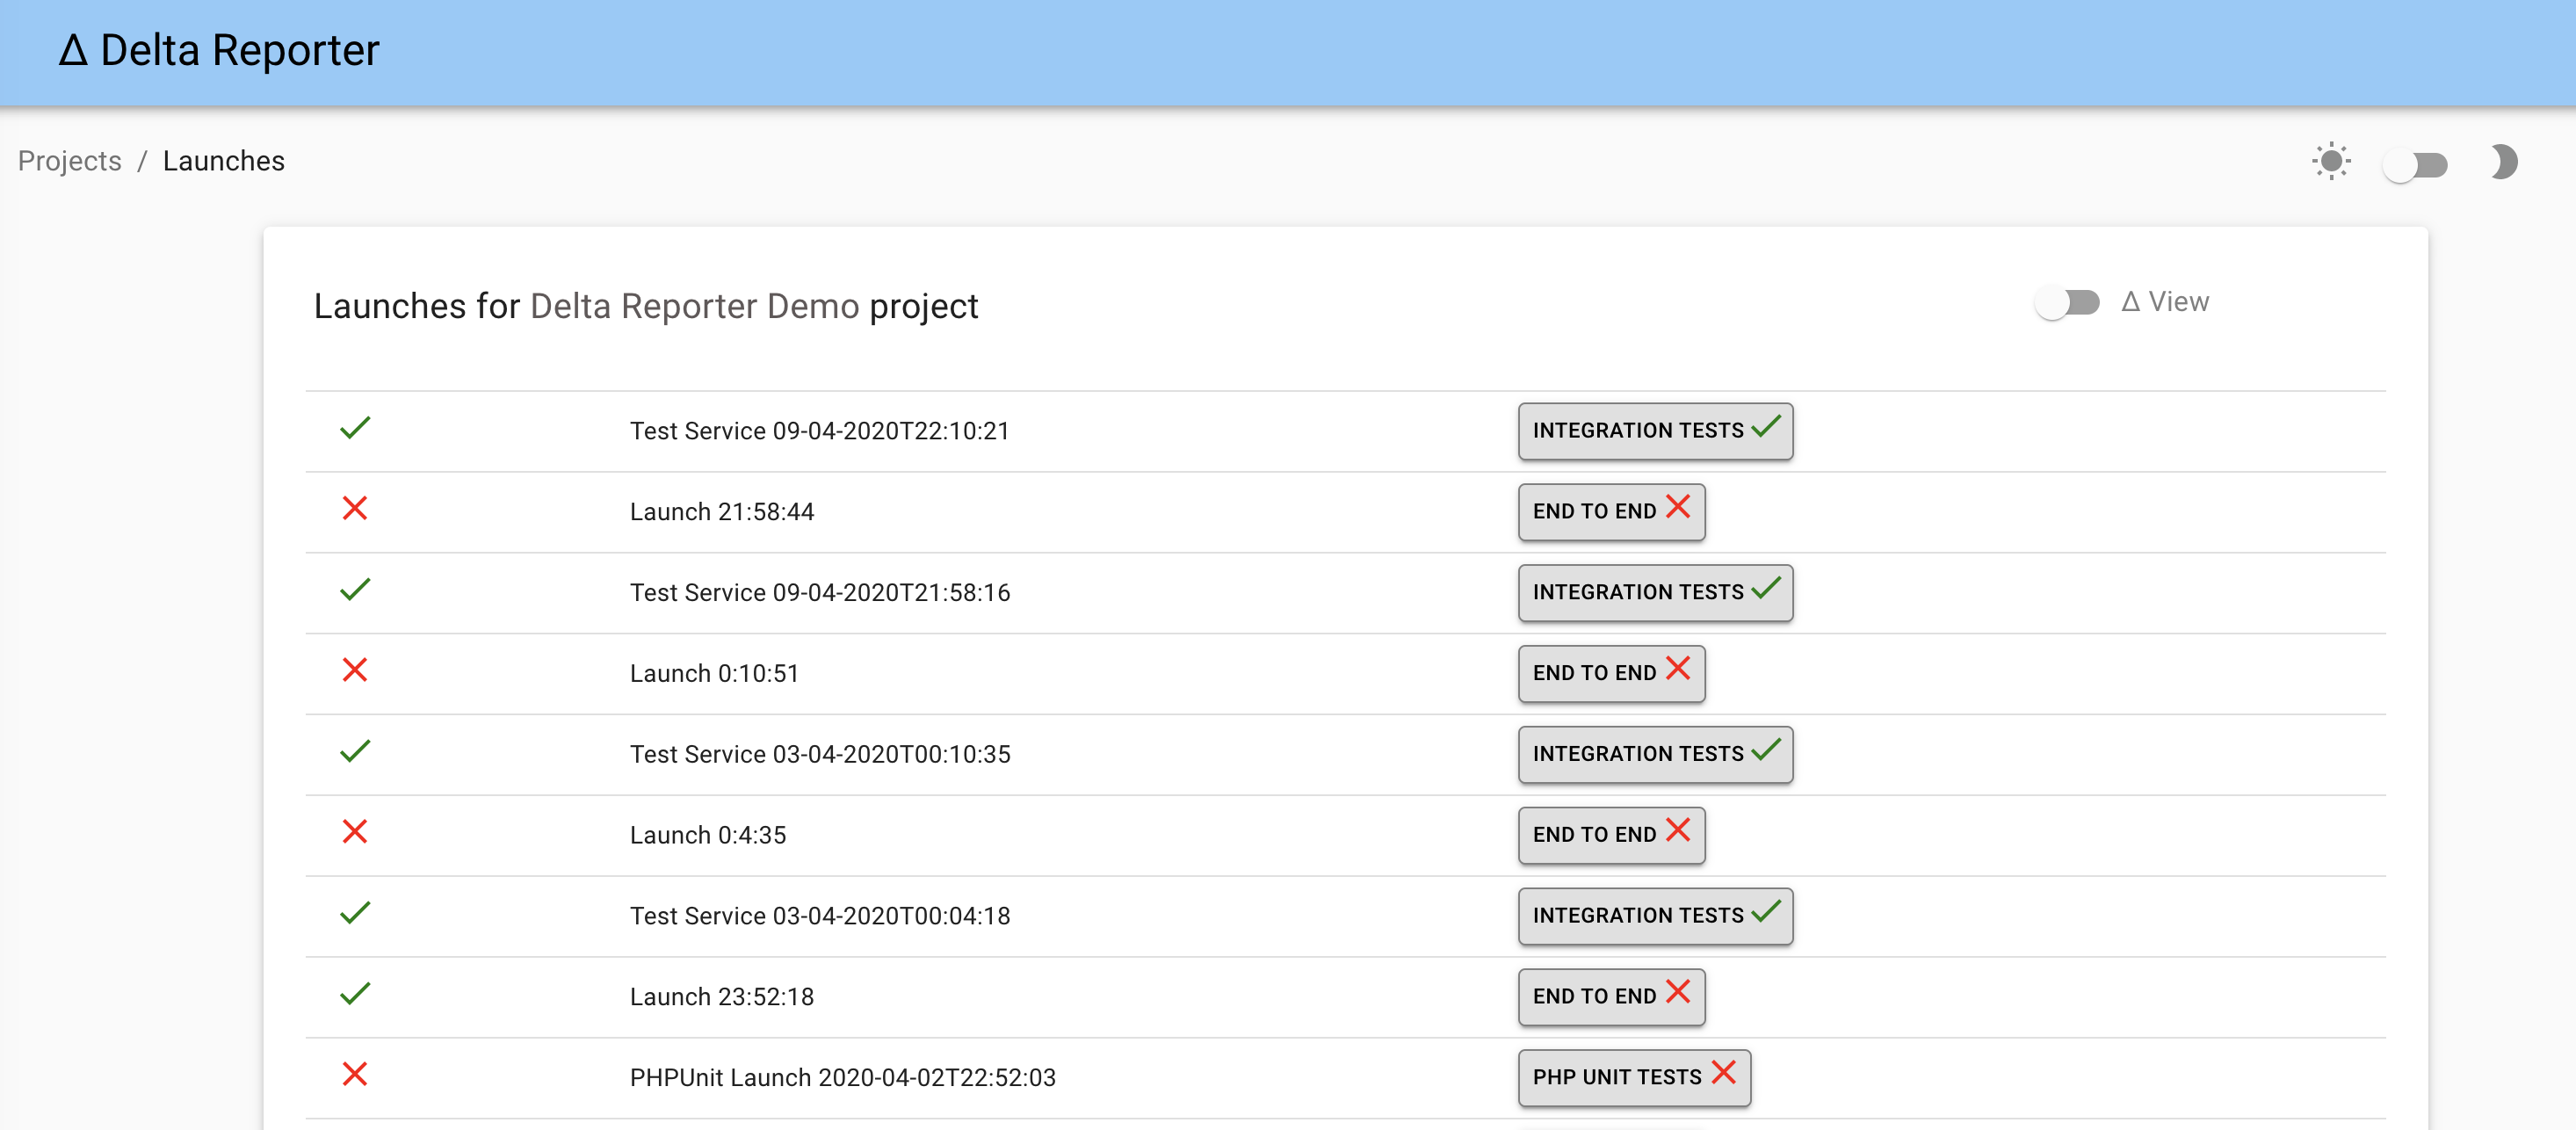 Δ Delta Reporter
Projects / Launches
Launches for Delta Reporter Demo project
Δ View
Test Service 09-04-2020T22:10:21 INTEGRATION TESTS
Launch 21:58:44 END TO END
Test Service 09-04-2020T21:58:16 INTEGRATION TESTS
Launch 0:10:51 END TO END
Test Service 03-04-2020T00:10:35 INTEGRATION TESTS
Launch 0:4:35 END TO END
Test Service 03-04-2020T00:04:18 INTEGRATION TESTS
Launch 23:52:18 END TO END
PHPUnit Launch 2020-04-02T22:52:03 PHP UNIT TESTS